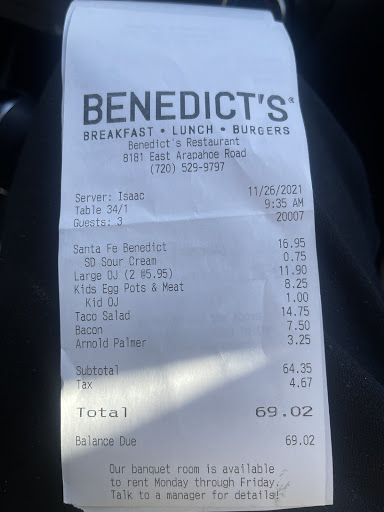 BENEDICT'S®
BREAKFAST • LUNCH • BURGERS
Benedict's Restaurant
8181 East Arapahoe Road
(720) 529-9797
Server: Isaac 11/26/2021
Table 34/1 9:35 AM
Guests: 3 20007
Santa Fe Benedict 16.95
SD Sour Cream 0.75
Large OJ (2 @5.95) 11.90
Kids Egg Pots & Meat 8.25
Kid OJ 1.00
Taco Salad 14.75
Bacon 7.50
Arnold Palmer 3.25
Subtotal 64.35
Tax 4.67
Total 69.02
Balance Due 69.02
Our banquet room is available
to rent Monday through Friday.
Talk to a manager for details!